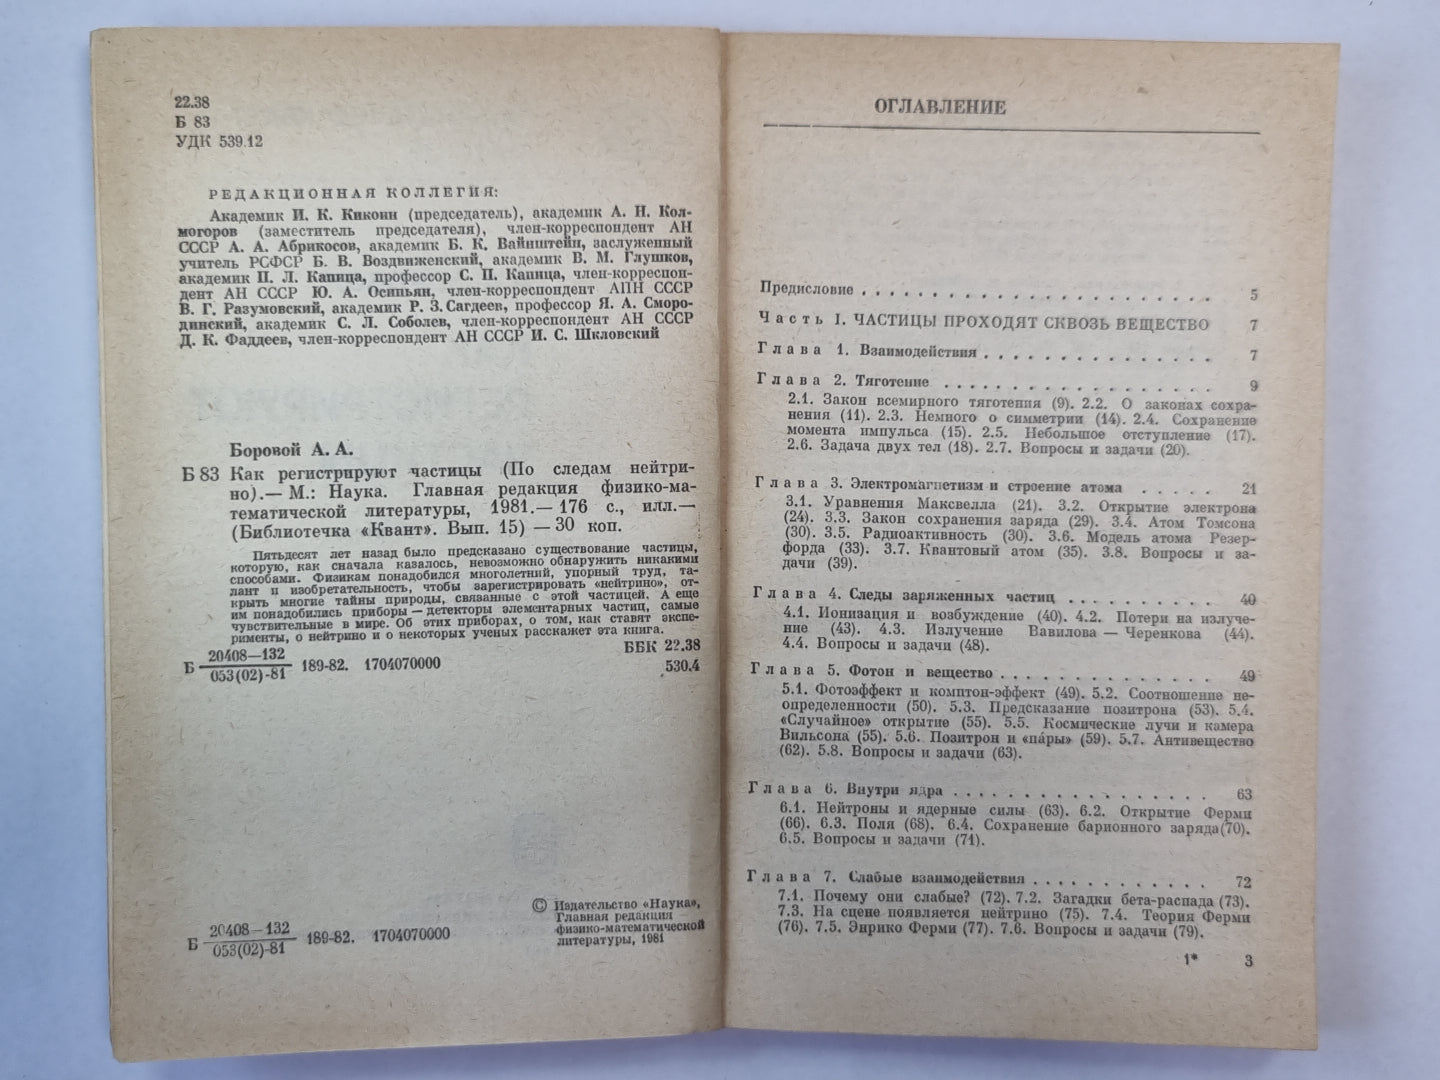 22.38
Б 83
УДК 539.12
РЕДАКЦИОННАЯ КОЛЛЕГИЯ:
Академик И. К. Кикоин (председатель), академик А. Н. Кол-
могоров (заместитель председателя), член-корреспондент АН
СССР А. А. Абрикосов, академик Б. К. Вайнштейн, заслуженный
учитель РСФСР Б. В. Воздвиженский, академик В. М. Глушков,
академик П. Л. Капица, профессор С. П. Капица, член-корреспон-
дент АН СССР Ю. А. Осипьян, член-корреспондент АПН СССР
В. Г. Разумовский, академик Р. З. Сагдеев, профессор Я. А. Сморо-
динский, академик С. Л. Соболев, член-корреспондент АН СССР
Д. К. Фаддеев, член-корреспондент АН СССР И. С. Шкловский
Боровой А. А.
Б 83 Как регистрируют частицы (По следам нейтри-
но).— М.: Наука. Главная редакция физико-ма-
тематической литературы, 1981.— 176 с., илл.—
(Библиотечка «Квант». Вып. 15) — 30 коп.
Пятьдесят лет назад было предсказано существование частицы,
которую, как сначала казалось, невозможно обнаружить никакими
способами. Физикам понадобился многолетний, упорный труд, та-
лант и изобретательность, чтобы зарегистрировать «нейтрино», от-
крыть многие тайны природы, связанные с этой частицей. А еще
им понадобились приборы — детекторы элементарных частиц, самые
чувствительные в мире. Об этих приборах, о том, как ставят экспе-
рименты, о нейтрино и о некоторых ученых расскажет эта книга.
ББК 22.38
530.4
Б 20408—132
053(02)-81 189-82. 1704070000
Б 20408—132
053(02)-81 189-82. 1704070000
© Издательство «Наука»,
Главная редакция
физико-математической
литературы, 1981
ОГЛАВЛЕНИЕ
Предисловие . . . . . . . . . . . . . . . . . . . . . . . . 5
Часть I. ЧАСТИЦЫ ПРОХОДЯТ СКВОЗЬ ВЕЩЕСТВО 7
Глава 1. Взаимодействия . . . . . . . . . . . . . . . . 7
Глава 2. Тяготение . . . . . . . . . . . . . . . . . . . 9
2.1. Закон всемирного тяготения (9). 2.2. О законах сохра-
нения (11). 2.3. Немного о симметрии (14). 2.4. Сохранение
момента импульса (15). 2.5. Небольшое отступление (17).
2.6. Задача двух тел (18). 2.7. Вопросы и задачи (20).
Глава 3. Электромагнетизм и строение атома . . . . . 21
3.1. Уравнения Максвелла (21). 3.2. Открытие электрона
(24). 3.3. Закон сохранения заряда (29). 3.4. Атом Томсона
(30). 3.5. Радиоактивность (30). 3.6. Модель атома Резер-
форда (33). 3.7. Квантовый атом (35). 3.8. Вопросы и за-
дачи (39).
Глава 4. Следы заряженных частиц . . . . . . . . . . 40
4.1. Ионизация и возбуждение (40). 4.2. Потери на излуче-
ние (43). 4.3. Излучение Вавилова — Черенкова (44).
4.4. Вопросы и задачи (48).
Глава 5. Фотон и вещество . . . . . . . . . . . . . . 49
5.1. Фотоэффект и комптон-эффект (49). 5.2. Соотношение не-
определенности (50). 5.3. Предсказание позитрона (53). 5.4.
«Случайное» открытие (55). 5.5. Космические лучи и камера
Вильсона (55). 5.6. Позитрон и «пáры» (59). 5.7. Антивещество
(62). 5.8. Вопросы и задачи (63).
Глава 6. Внутри ядра . . . . . . . . . . . . . . . . . 63
6.1. Нейтроны и ядерные силы (63). 6.2. Открытие Ферми
(66). 6.3. Поля (68). 6.4. Сохранение барионного заряда(70).
6.5. Вопросы и задачи (71).
Глава 7. Слабые взаимодействия . . . . . . . . . . . . 72
7.1. Почему они слабые? (72). 7.2. Загадки бета-распада (73).
7.3. На сцене появляется нейтрино (75). 7.4. Теория Ферми
(76). 7.5. Энрико Ферми (77). 7.6. Вопросы и задачи (79).
1* 3